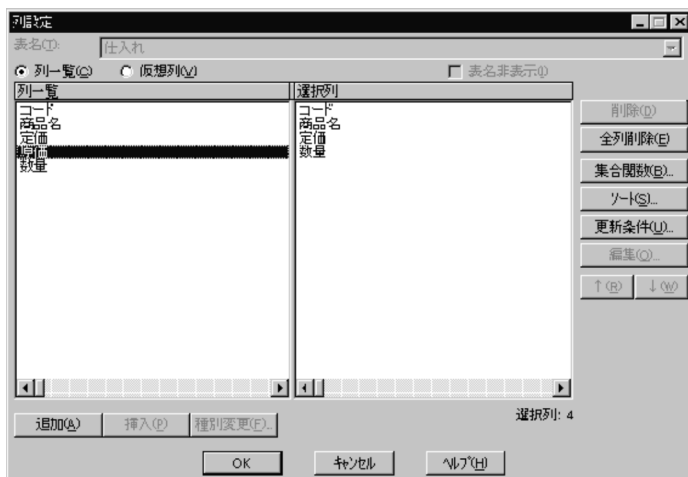 列設定
表名(T): 仕入れ
列一覧(C) 仮想列(V) 表名非表示(I)
列一覧 選択列
コード コード
商品名 商品名
定価 定価
原価 数量
数量
削除(D)
全列削除(E)
集合関数(B)...
ソート(S)...
更新条件(U)...
編集(O)...
↑(R) ↓(W)
選択列: 4
追加(A) 挿入(P) 種別変更(F)...
OK キャンセル ヘルプ(H)